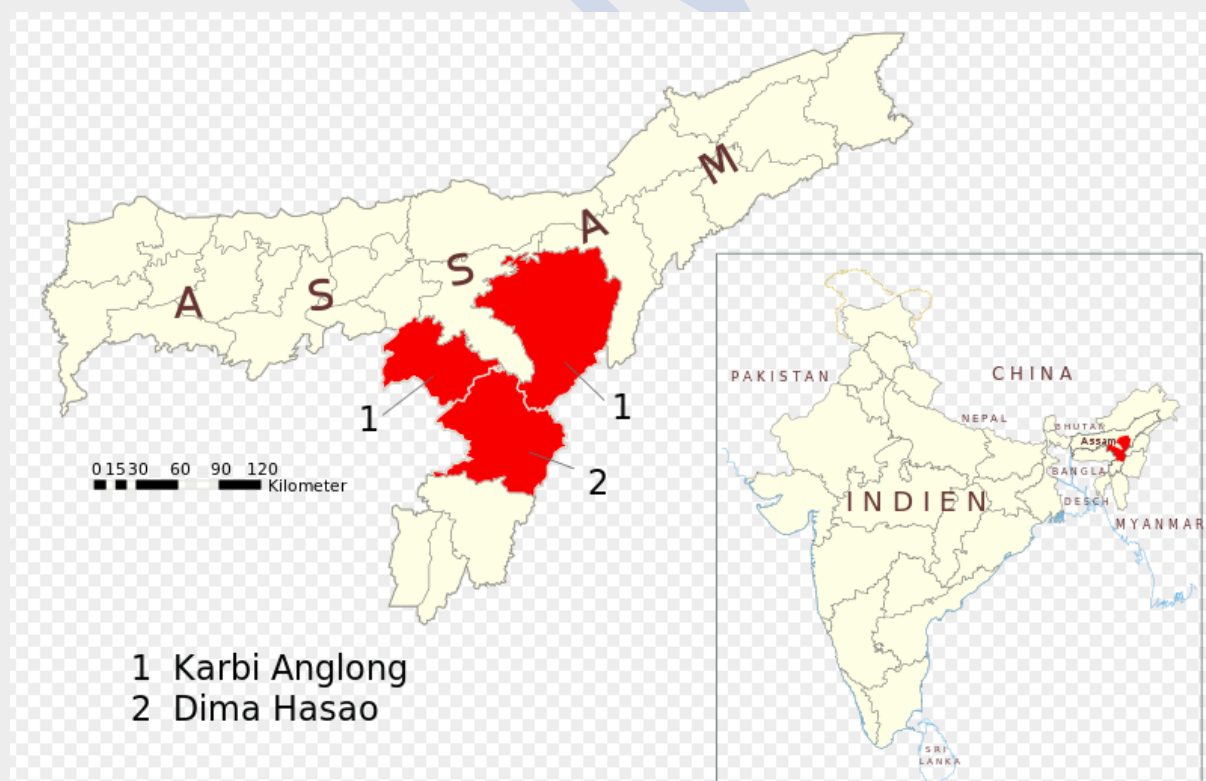 A S S A M
1
1
2
0 15 30 60 90 120
Kilometer
1 Karbi Anglong
2 Dima Hasao
PAKISTAN
CHINA
NEPAL
BHUTAN
Assam
BANGLA
DESCH
INDIEN
MYANMAR
SRI
LANKA